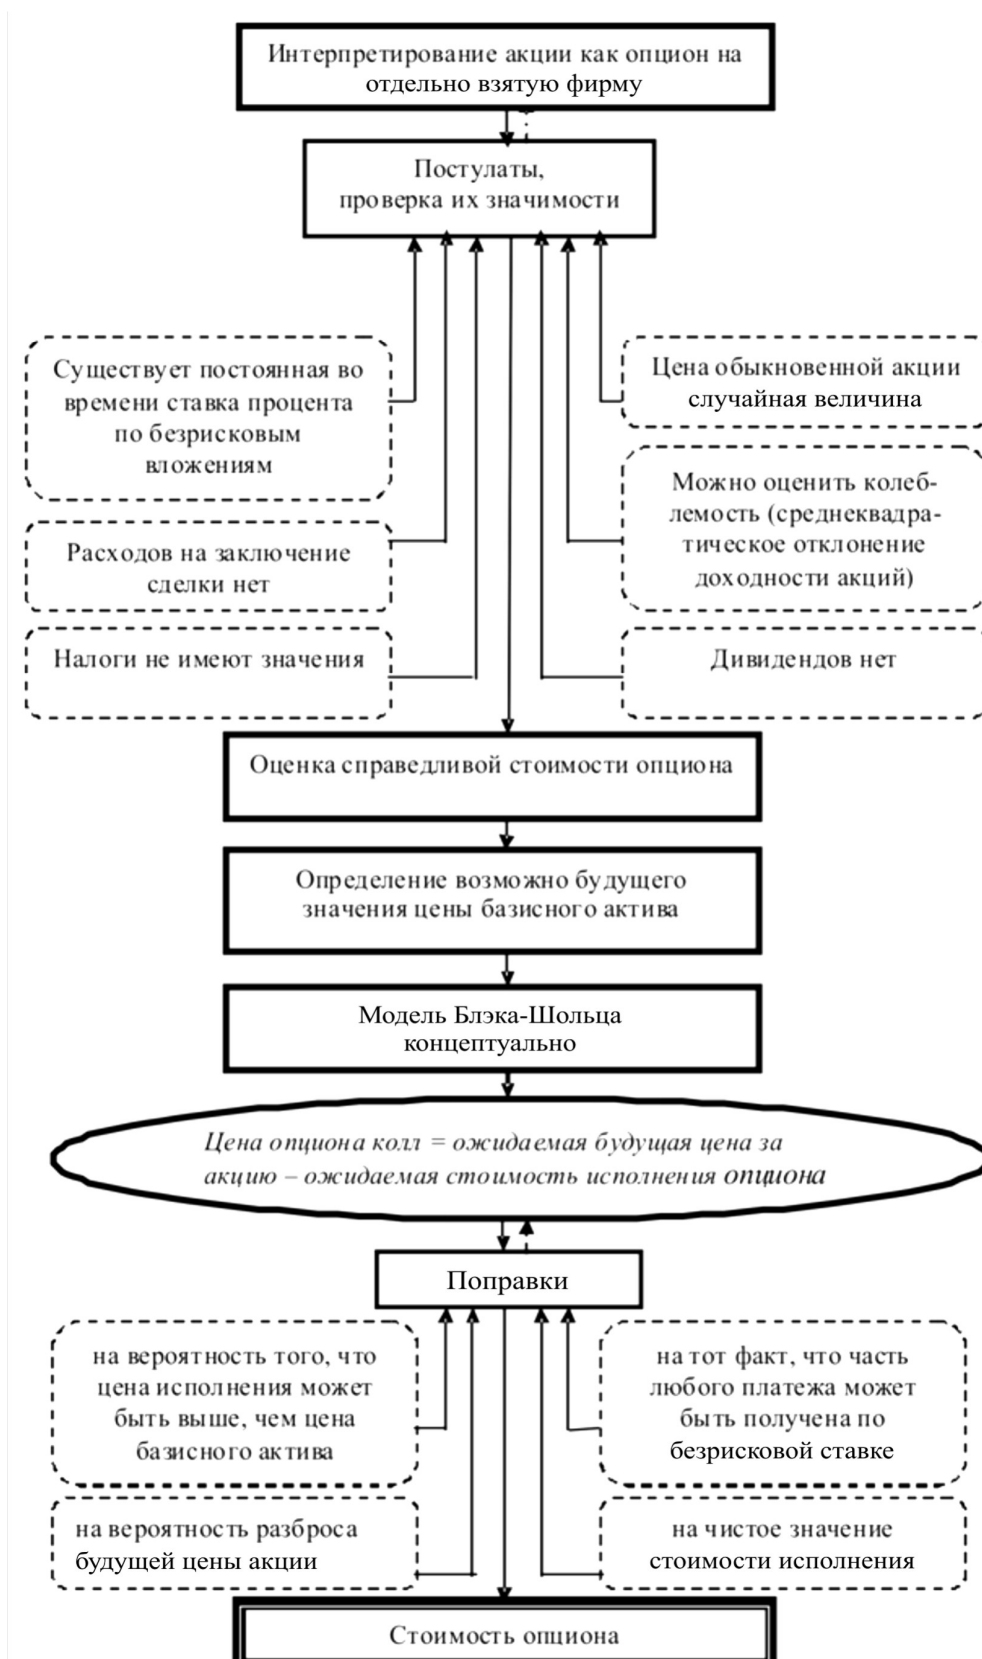 Интерпретирование акции как опцион на
отдельно взятую фирму
Постулаты,
проверка их значимости
Существует постоянная во
времени ставка процента
по безрисковым
вложениям
Расходов на заключение
сделки нет
Налоги не имеют значения
Цена обыкновенной акции
случайная величина
Можно оценить колеб-
лемость (среднеквадра-
тическое отклонение
доходности акций)
Дивидендов нет
Оценка справедливой стоимости опциона
Определение возможно будущего
значения цены базисного актива
Модель Блэка-Шольца
концептуально
Цена опциона колл = ожидаемая будущая цена за
акцию – ожидаемая стоимость исполнения опциона
Поправки
на вероятность того, что
цена исполнения может
быть выше, чем цена
базисного актива
на вероятность разброса
будущей цены акции
на тот факт, что часть
любого платежа может
быть получена по
безрисковой ставке
на чистое значение
стоимости исполнения
Стоимость опциона